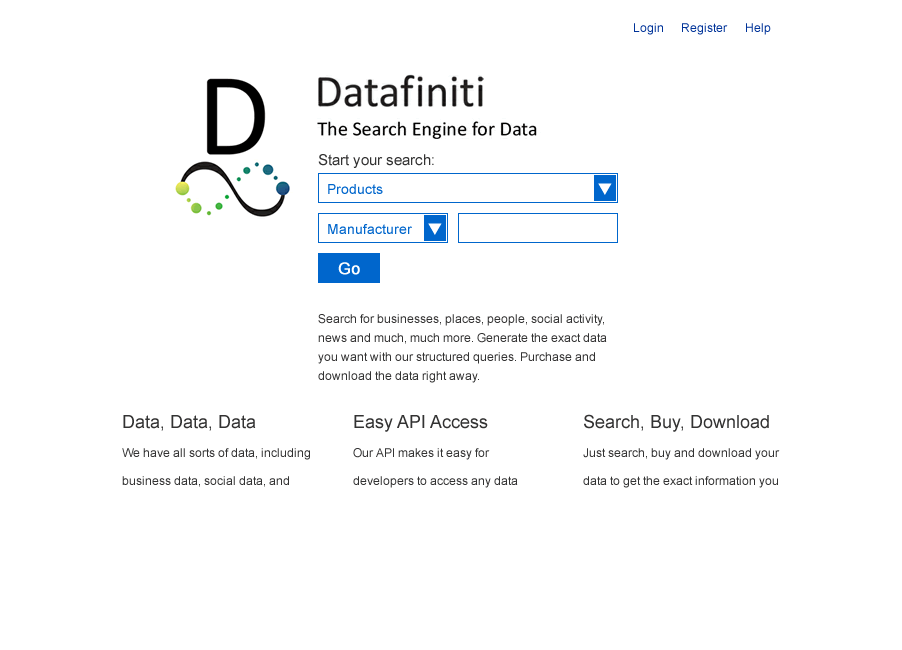 Login Register Help
D
Datafiniti
The Search Engine for Data
Start your search:
Products
Manufacturer
Go
Search for businesses, places, people, social activity,
news and much, much more. Generate the exact data
you want with our structured queries. Purchase and
download the data right away.
Data, Data, Data
We have all sorts of data, including
business data, social data, and
Easy API Access
Our API makes it easy for
developers to access any data
Search, Buy, Download
Just search, buy and download your
data to get the exact information you